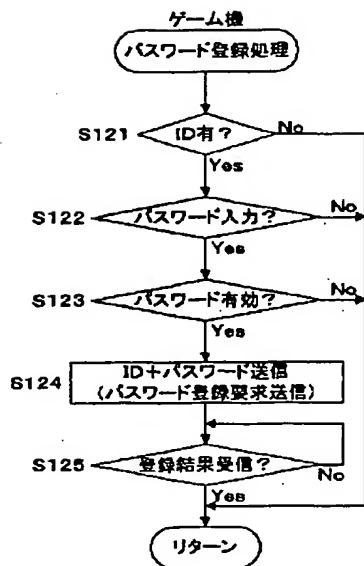 ゲーム機
パスワード登録処理
S121
ID有?
No
Yes
S122
パスワード入力?
No
Yes
S123
パスワード有効?
No
Yes
S124
ID+パスワード送信
(パスワード登録要求送信)
S125
登録結果受信?
No
Yes
リターン